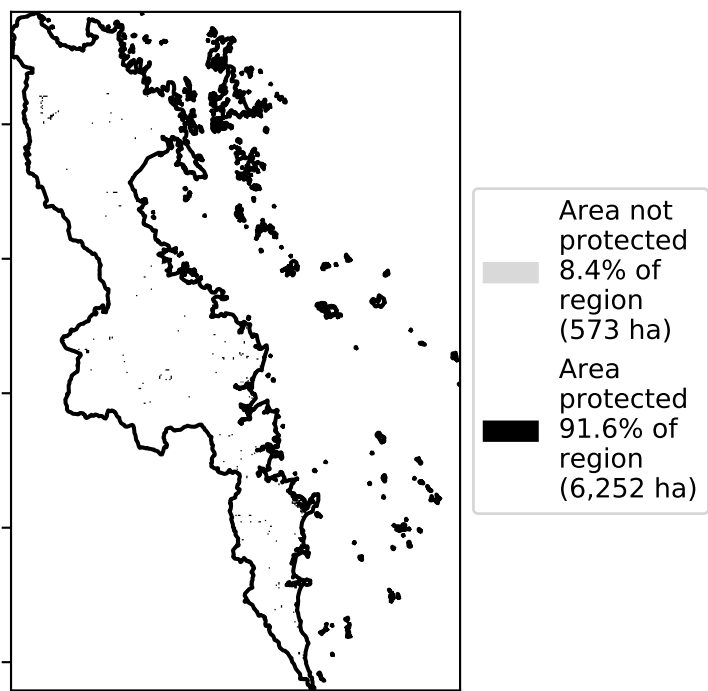 Area not
protected
8.4% of
region
(573 ha)
Area
protected
91.6% of
region
(6,252 ha)